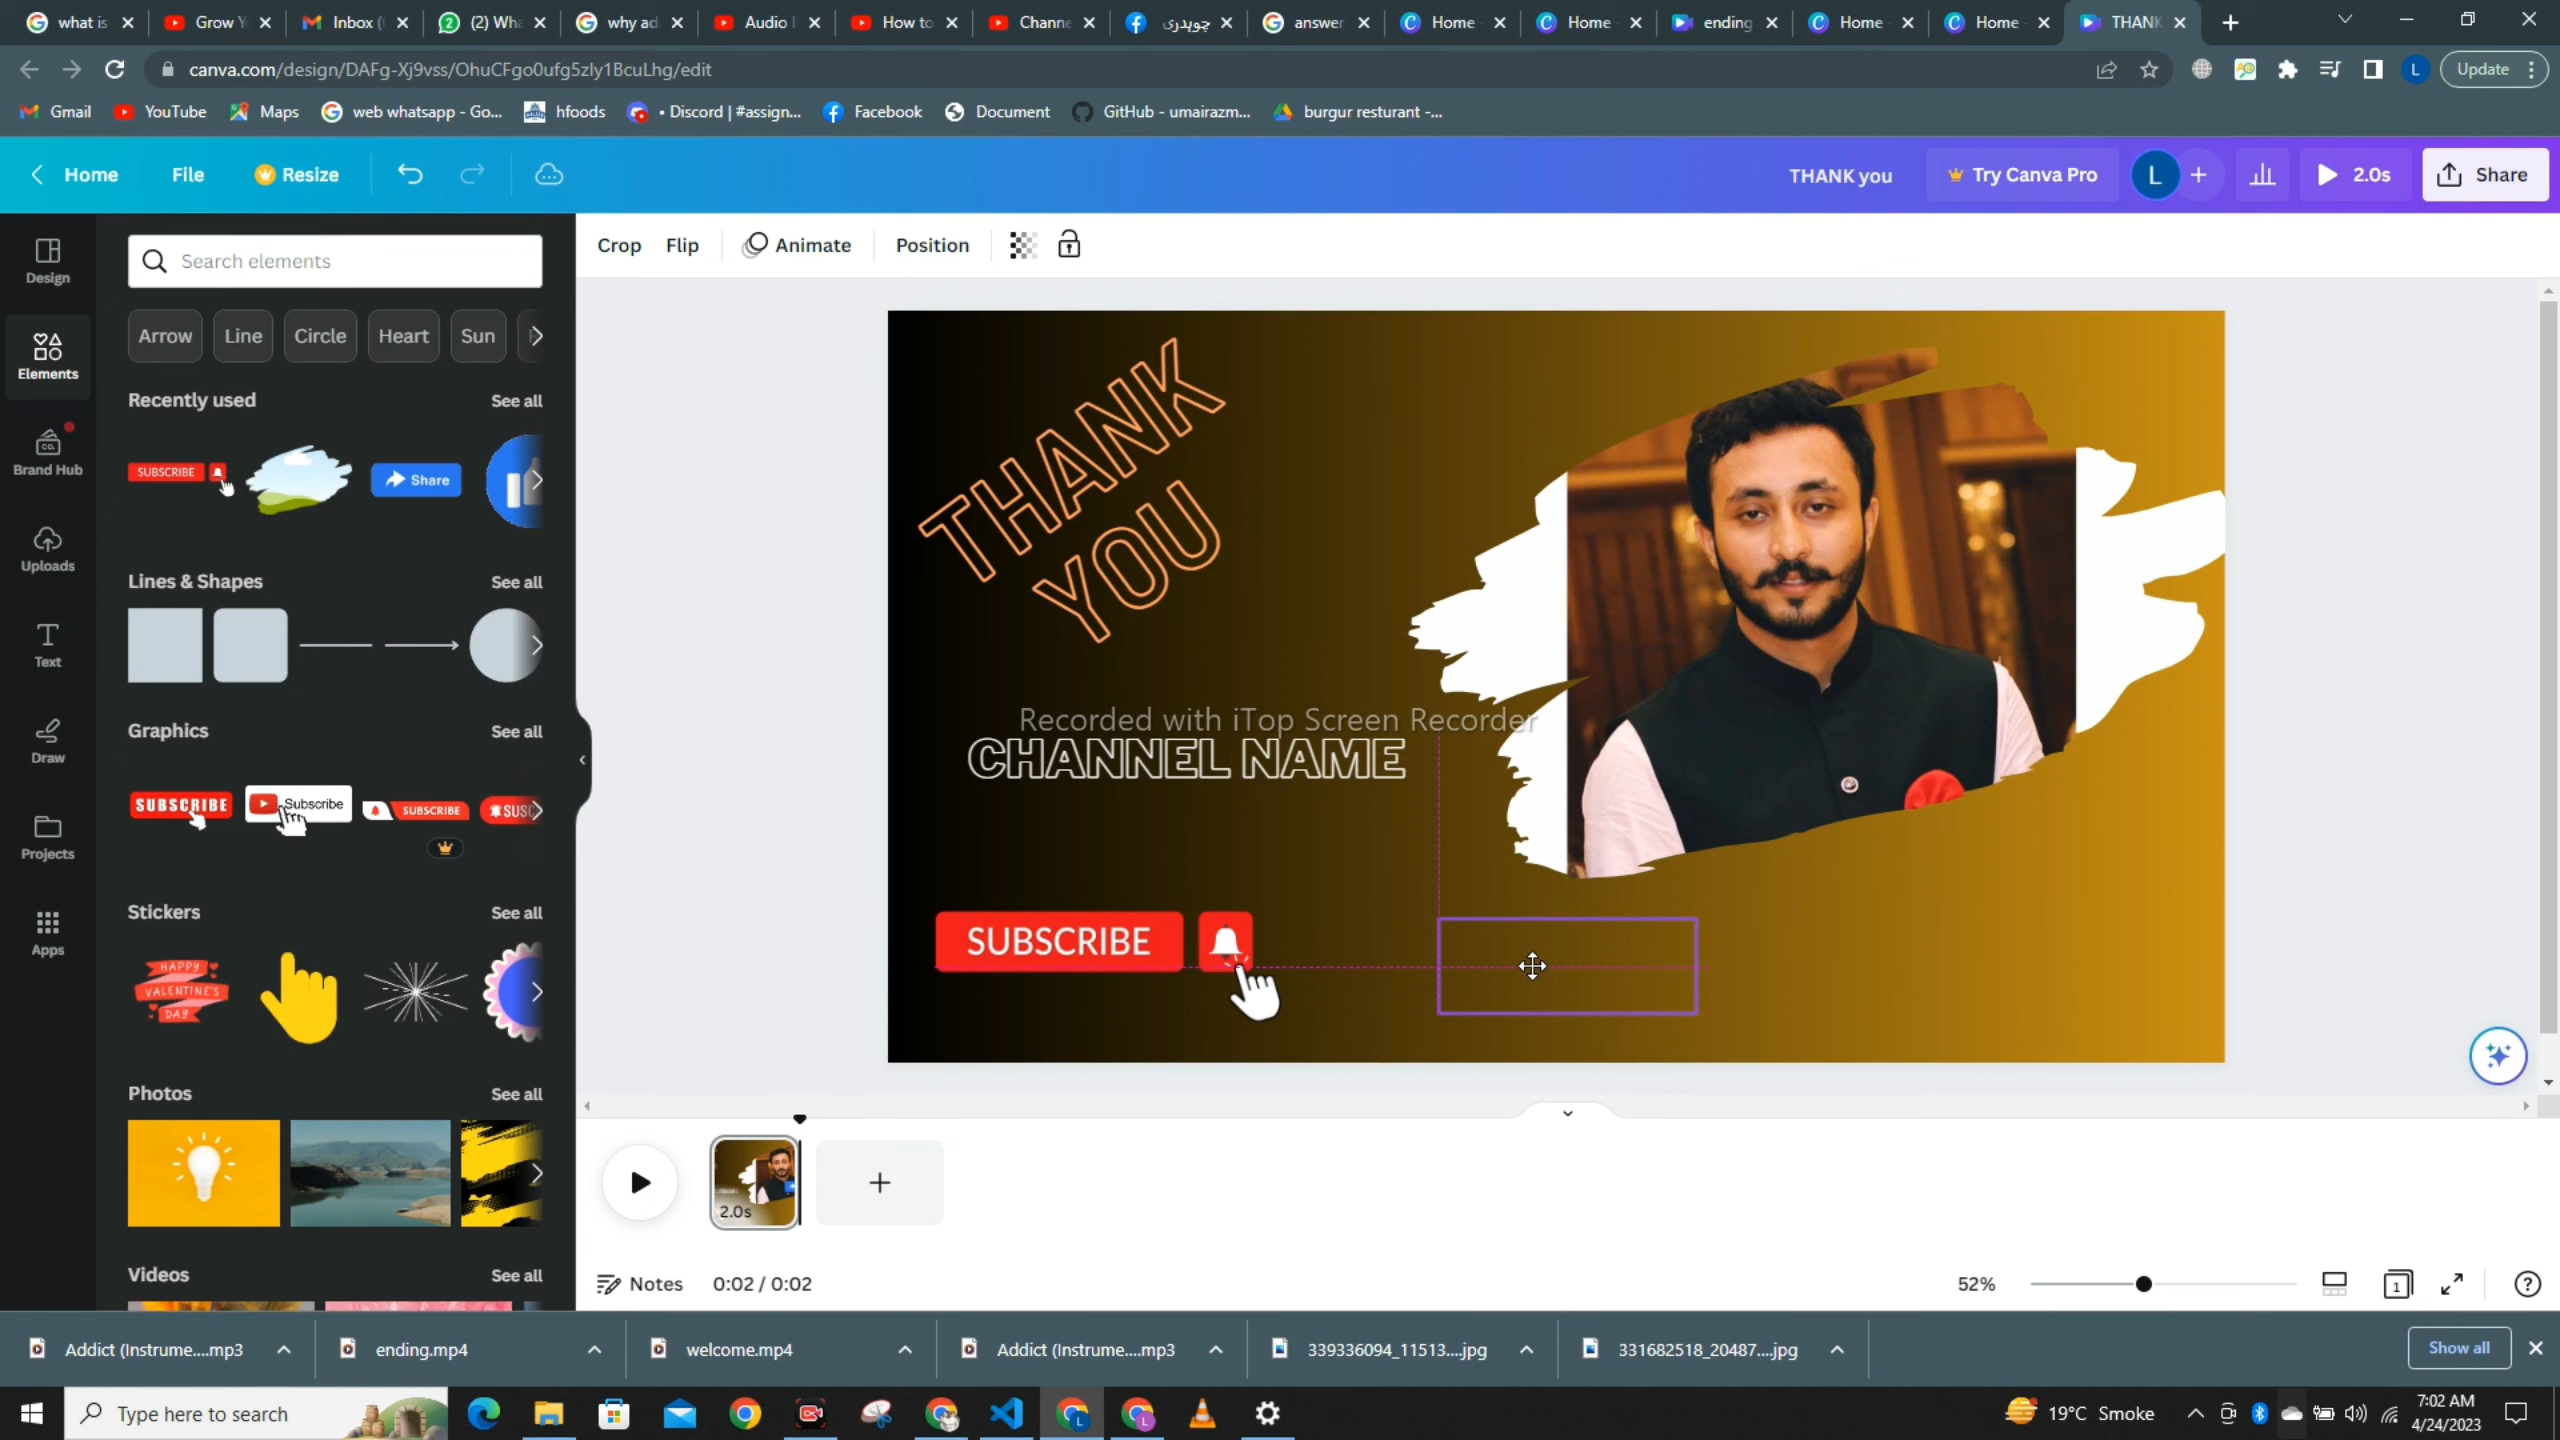 what is
Grow Y
Inbox (
(2) Wha
why ad
Audio
How to
Channe
چوہدری
answer
Home
Home
ending
Home
Home
THANK
canva.com/design/DAFg-Xj9vss/OhuCFgo0ufg5zly1BcuLhg/edit
L
Update
Gmail
YouTube
Maps
web whatsapp - Go...
hfoods
• Discord | #assign...
Facebook
Document
GitHub - umairazm...
burgur resturant -...
Home
File
Resize
THANK you
Try Canva Pro
L
2.0s
Share
Crop
Flip
Animate
Position
Design
Elements
Brand Hub
Uploads
Text
Draw
Projects
Apps
Search elements
Arrow
Line
Circle
Heart
Sun
Recently used
See all
SUBSCRIBE
Share
Lines & Shapes
See all
Graphics
See all
SUBSCRIBE
Subscribe
SUBSCRIBE
SUSC
Stickers
See all
HAPPY
VALENTINE'S
DAY
Photos
See all
Videos
See all
THANK
YOU
Recorded with iTop Screen Recorder
CHANNEL NAME
SUBSCRIBE
2.0s
Notes
0:02 / 0:02
52%
1
Addict (Instrume....mp3
ending.mp4
welcome.mp4
Addict (Instrume....mp3
339336094_11513....jpg
331682518_20487....jpg
Show all
Type here to search
L
L
19°C Smoke
7:02 AM
4/24/2023